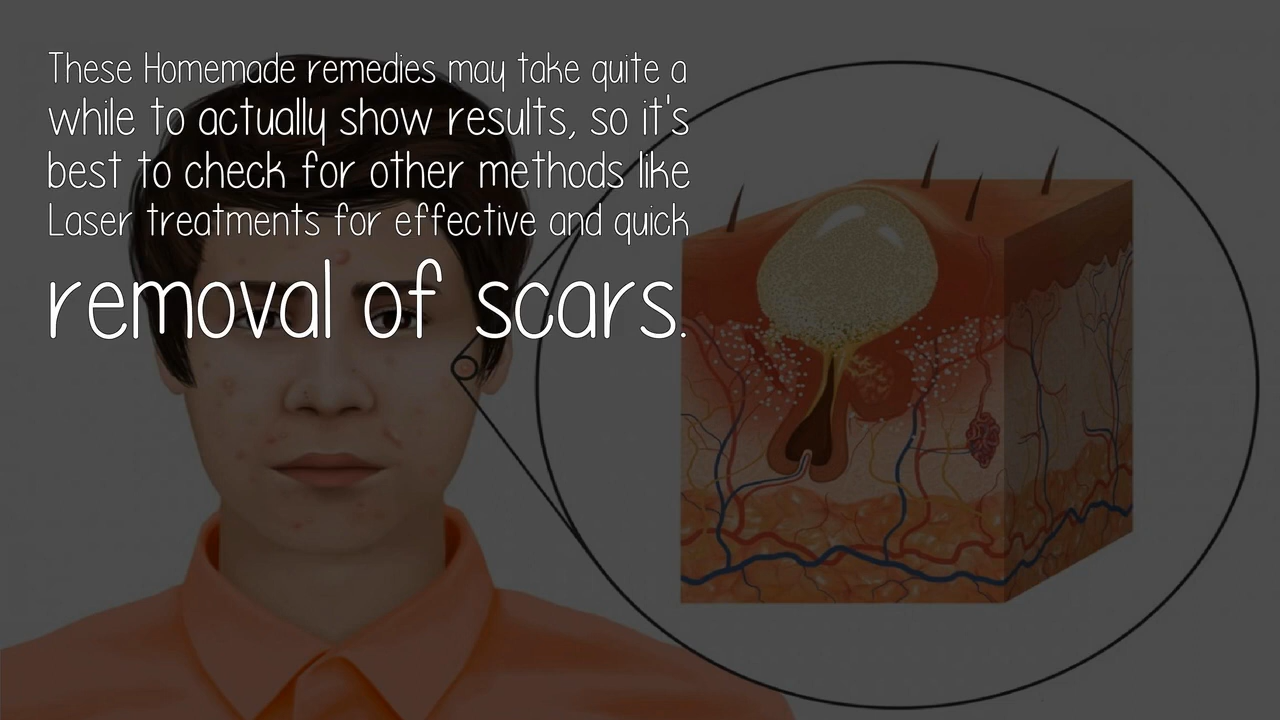 These Homemade remedies may take quite a
while to actually show results, so it's
best to check for other methods like
Laser treatments for effective and quick
removal of scars.